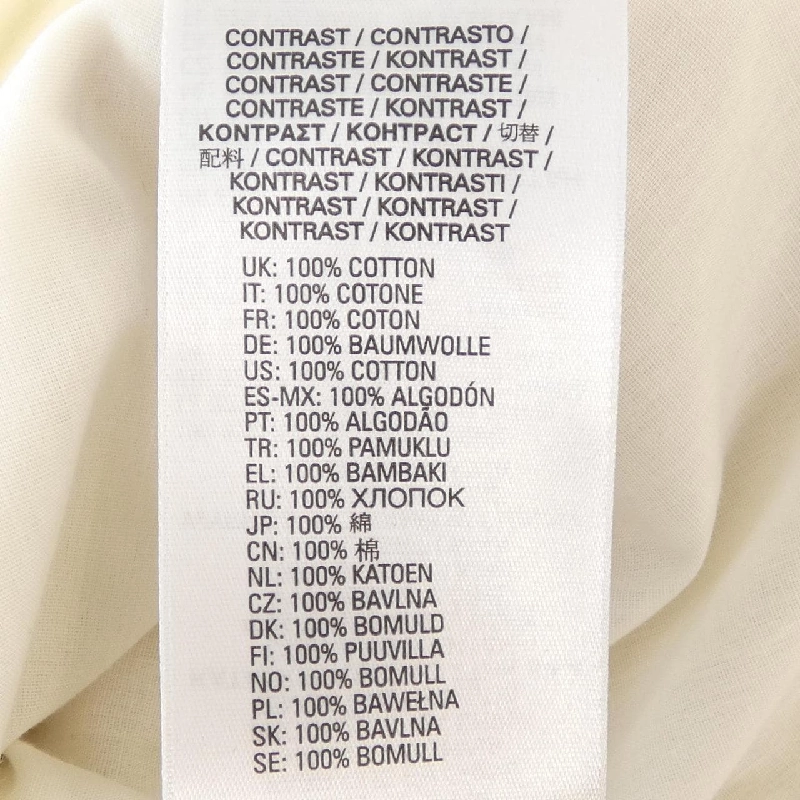 CONTRAST / CONTRASTO /
CONTRASTE / KONTRAST /
CONTRAST / CONTRASTE /
CONTRASTE / KONTRAST /
ΚΟΝΤΡΑΣΤ / КОНТРАСТ / 切替 /
配料 / CONTRAST / KONTRAST /
KONTRAST / KONTRASTI /
KONTRAST / KONTRAST /
KONTRAST / KONTRAST
UK: 100% COTTON
IT: 100% COTONE
FR: 100% COTON
DE: 100% BAUMWOLLE
US: 100% COTTON
ES-MX: 100% ALGODÓN
PT: 100% ALGODÃO
TR: 100% PAMUKLU
EL: 100% ΒΑΜΒΑΚΙ
RU: 100% ХЛОПОК
JP: 100% 綿
CN: 100% 棉
NL: 100% KATOEN
CZ: 100% BAVLNA
DK: 100% BOMULD
FI: 100% PUUVILLA
NO: 100% BOMULL
PL: 100% BAWEŁNA
SK: 100% BAVLNA
SE: 100% BOMULL